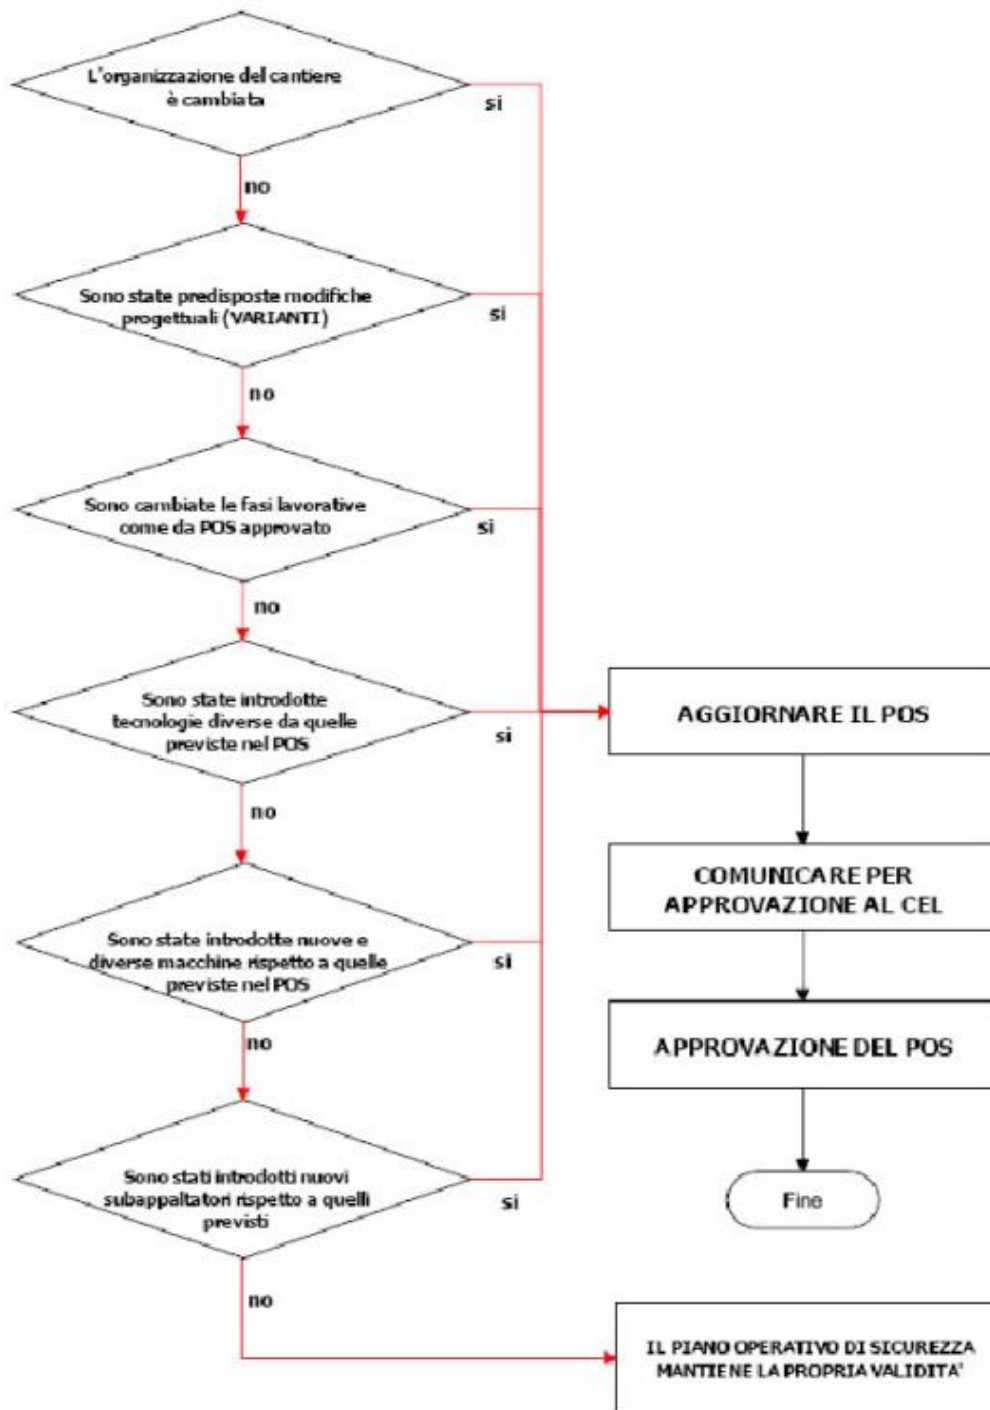 L'organizzazione del cantiere
è cambiata
si
no
Sono state predisposte modifiche
progettuali (VARIANTI)
si
no
Sono cambiate le fasi lavorative
come da POS approvato
si
no
Sono state introdotte
tecnologie diverse da quelle
previste nel POS
si
no
Sono state introdotte nuove e
diverse macchine rispetto a quelle
previste nel POS
si
no
Sono stati introdotti nuovi
subappaltatori rispetto a quelli
previsti
si
no
AGGIORNARE IL POS
COMUNICARE PER
APPROVAZIONE AL CEL
APPROVAZIONE DEL POS
Fine
IL PIANO OPERATIVO DI SICUREZZA
MANTIENE LA PROPRIA VALIDITA'